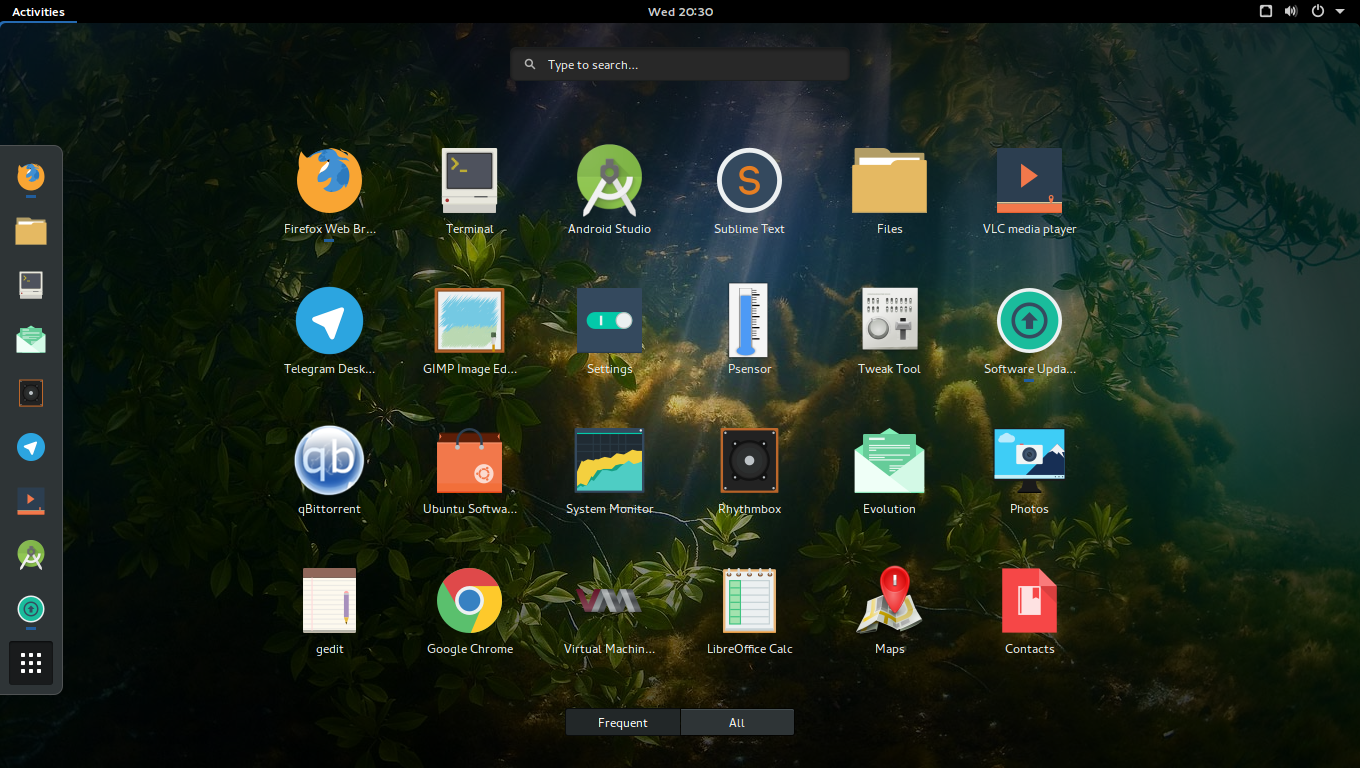 Activities
Wed 20:30
Type to search...
Firefox Web Br...
Terminal
Android Studio
Sublime Text
Files
VLC media player
Telegram Desk...
GIMP Image Ed...
Settings
Psensor
Tweak Tool
Software Upda...
qBittorrent
Ubuntu Softwa...
System Monitor
Rhythmbox
Evolution
Photos
gedit
Google Chrome
Virtual Machin...
LibreOffice Calc
Maps
Contacts
Frequent
All
S
qb